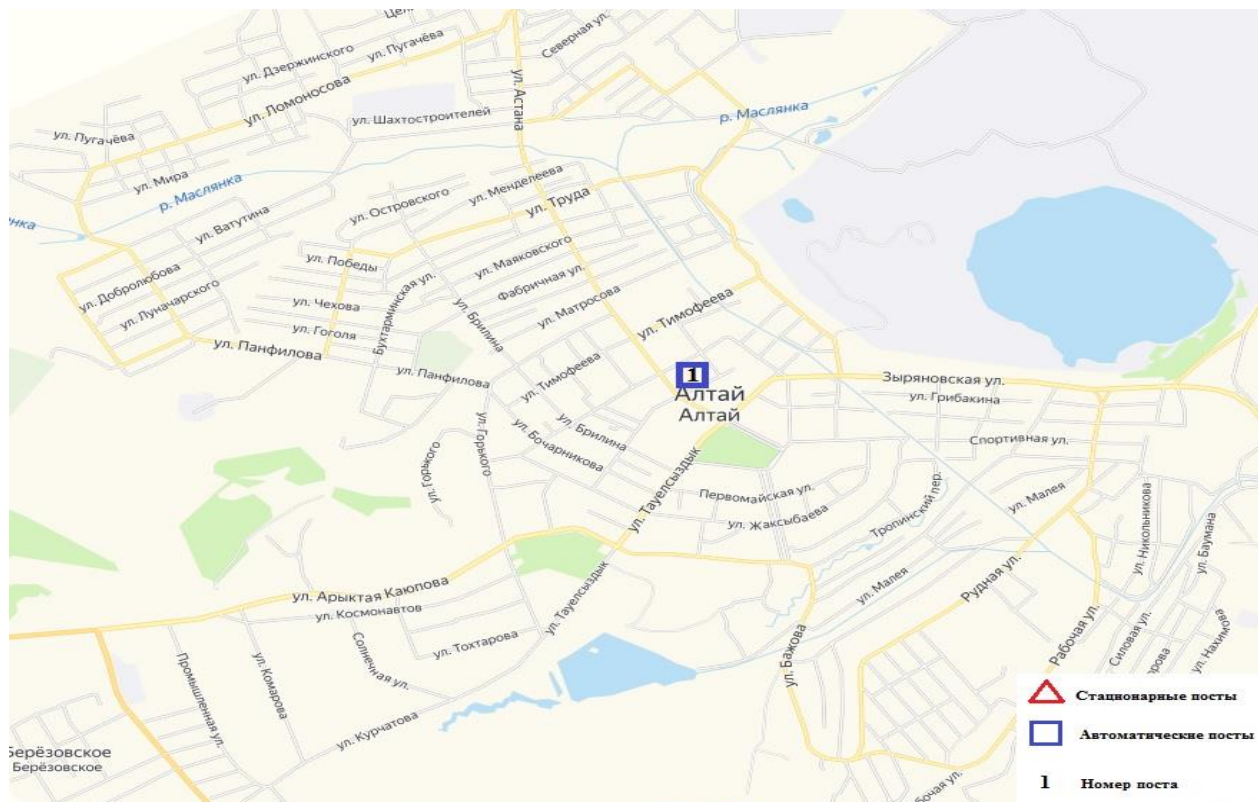 Цели
Северная ул.
ул. Пугачёва
ул. Дзержинского
ул. Ломоносова
ул. Астана
р. Маслянка
ул. Шахтостроителей
ул. Пугачёва
ул. Мира
р. Маслянка
ул. Менделеева
ул. Островского
ул. Труда
нка
ул. Ватутина
ул. Маяковского
ул. Победы
Фабричная ул.
ул. Добролюбова
Бухтарминская ул.
ул. Чехова
ул. Матросова
ул. Луначарского
ул. Тимофеева
ул. Гоголя
ул. Брилина
ул. Панфилова
ул. Тимофеева
ул. Панфилова
1
Алтай
Алтай
Зыряновская ул.
ул. Грибакина
Спортивная ул.
ул. Брилина
ул. Бочарникова
ул. Горького
ул. Горького
ул. Тауелсыздык
Первомайская ул.
ул. Жаксыбаева
Тропинский пер.
ул. Малея
ул. Никольникова
ул. Баумана
ул. Арыктая Каюпова
ул. Космонавтов
ул. Тауелсыздык
ул. Малея
Рудная ул.
ул. Тохтарова
Солнечная ул.
ул. Комарова
Промышленная ул.
ул. Курчатова
ул. Бажова
Рабочая ул.
Силовая ул.
арова
ул. Нахимова
Берёзовское
Берёзовское
бочая ул.
Стационарные посты
Автоматические посты
1 Номер поста